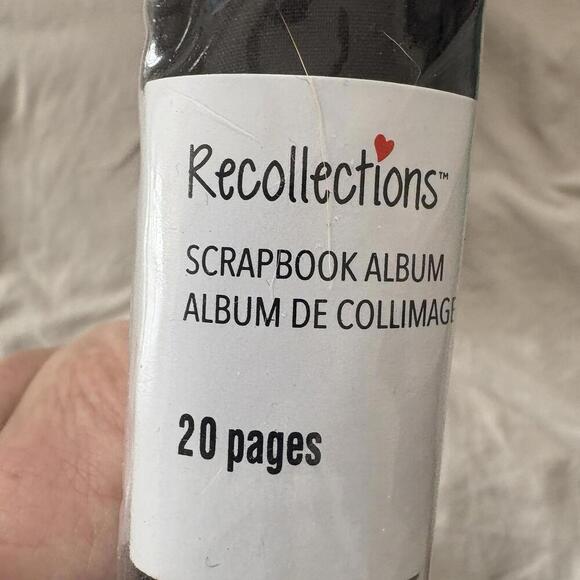 Recollections™
SCRAPBOOK ALBUM
ALBUM DE COLLIMAGE
20 pages